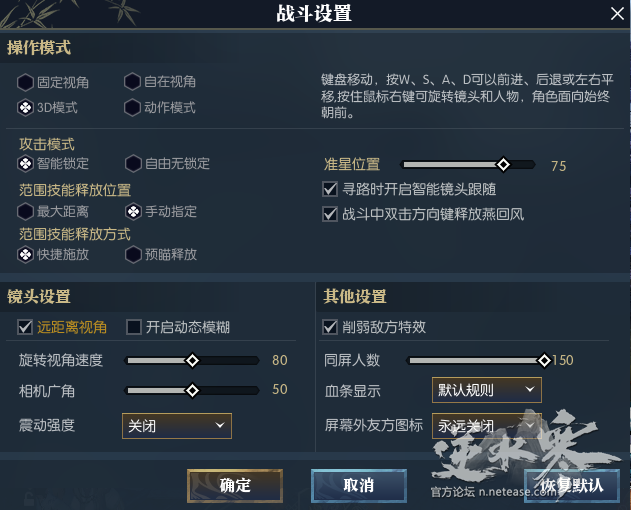 战斗设置
操作模式
固定视角 自在视角
3D模式 动作模式
键盘移动，按W、S、A、D可以前进、后退或左右平
移,按住鼠标右键可旋转镜头和人物，角色面向始终
朝前。
攻击模式
智能锁定 自由无锁定
范围技能释放位置
最大距离 手动指定
范围技能释放方式
快捷施放 预瞄释放
准星位置 75
寻路时开启智能镜头跟随
战斗中双击方向键释放燕回风
镜头设置
远距离视角 开启动态模糊
旋转视角速度 80
相机广角 50
震动强度 关闭
其他设置
削弱敌方特效
同屏人数 150
血条显示 默认规则
屏幕外友方图标 永远关闭
逆水寒
官方论坛 n.netease.com
确定 取消 恢复默认